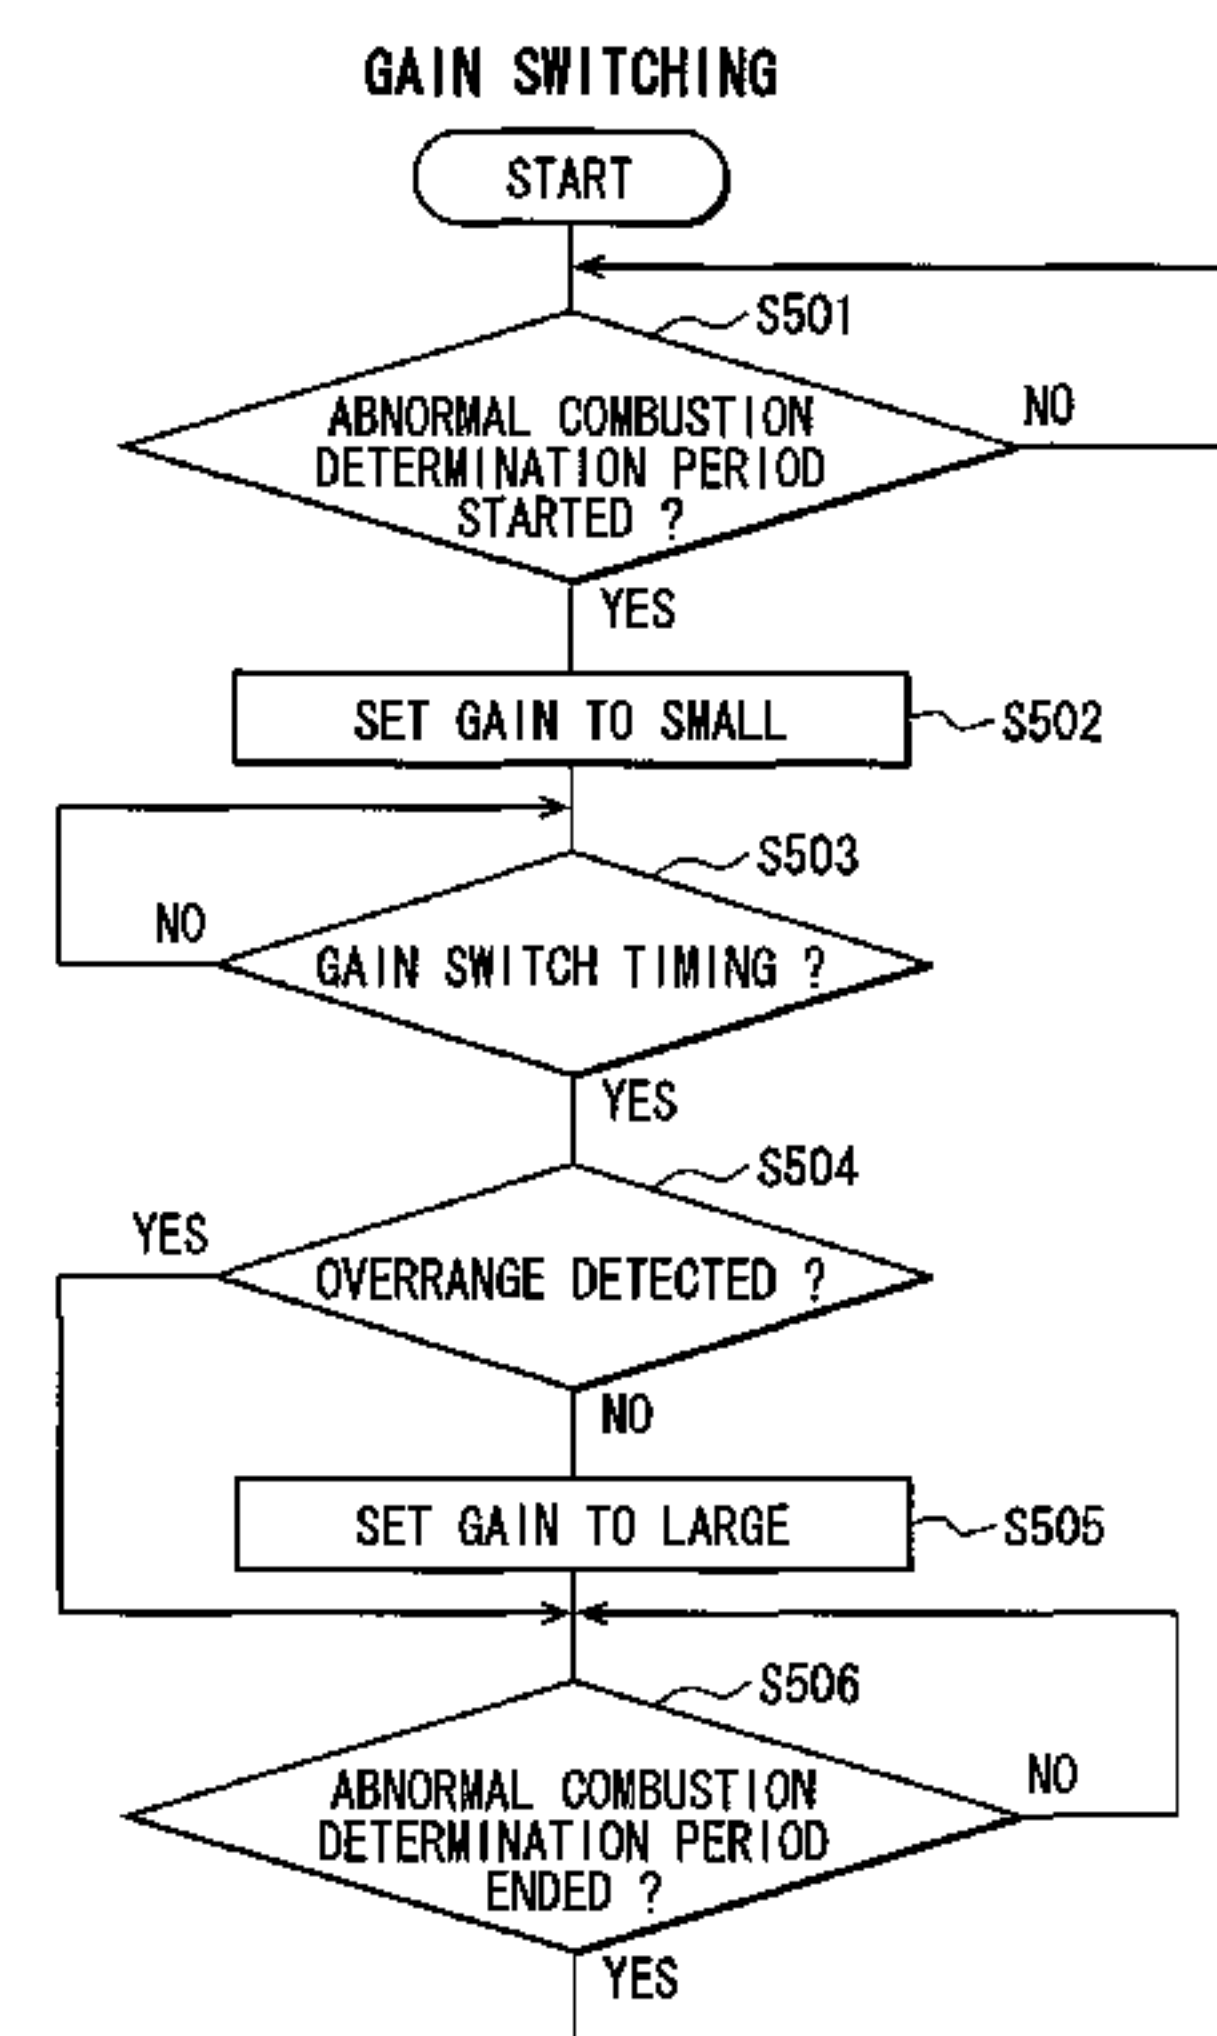 GAIN SWITCHING
START
S501
ABNORMAL COMBUSTION
DETERMINATION PERIOD
STARTED ?
NO
YES
SET GAIN TO SMALL
S502
S503
NO
GAIN SWITCH TIMING ?
YES
S504
YES
OVERRANGE DETECTED ?
NO
SET GAIN TO LARGE
S505
S506
ABNORMAL COMBUSTION
DETERMINATION PERIOD
ENDED ?
NO
YES